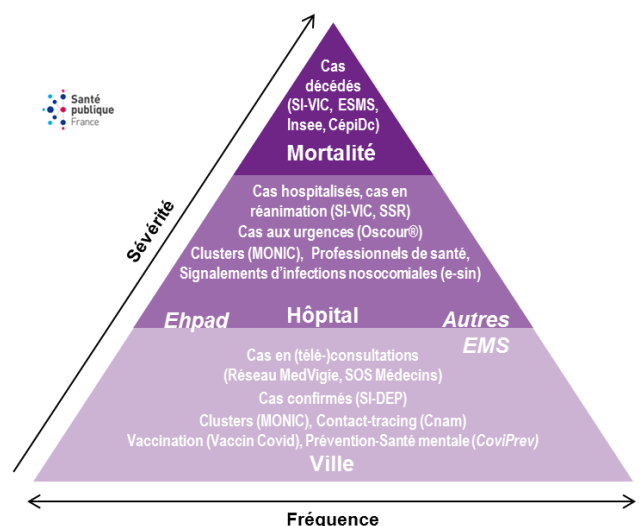 Santé
publique
France
Sévérité
Cas
décédés
(SI-VIC, ESMS,
Insee, CépiDc)
Mortalité
Cas hospitalisés, cas en
réanimation (SI-VIC, SSR)
Cas aux urgences (Oscour®)
Clusters (MONIC), Professionnels de santé,
Signalements d'infections nosocomiales (e-sin)
Ehpad Hôpital Autres
EMS
Cas en (télè-)consultations
(Réseau MedVigie, SOS Médecins)
Cas confirmés (SI-DEP)
Clusters (MONIC), Contact-tracing (Cnam)
Vaccination (Vaccin Covid), Prévention-Santé mentale (CoviPrev)
Ville
Fréquence